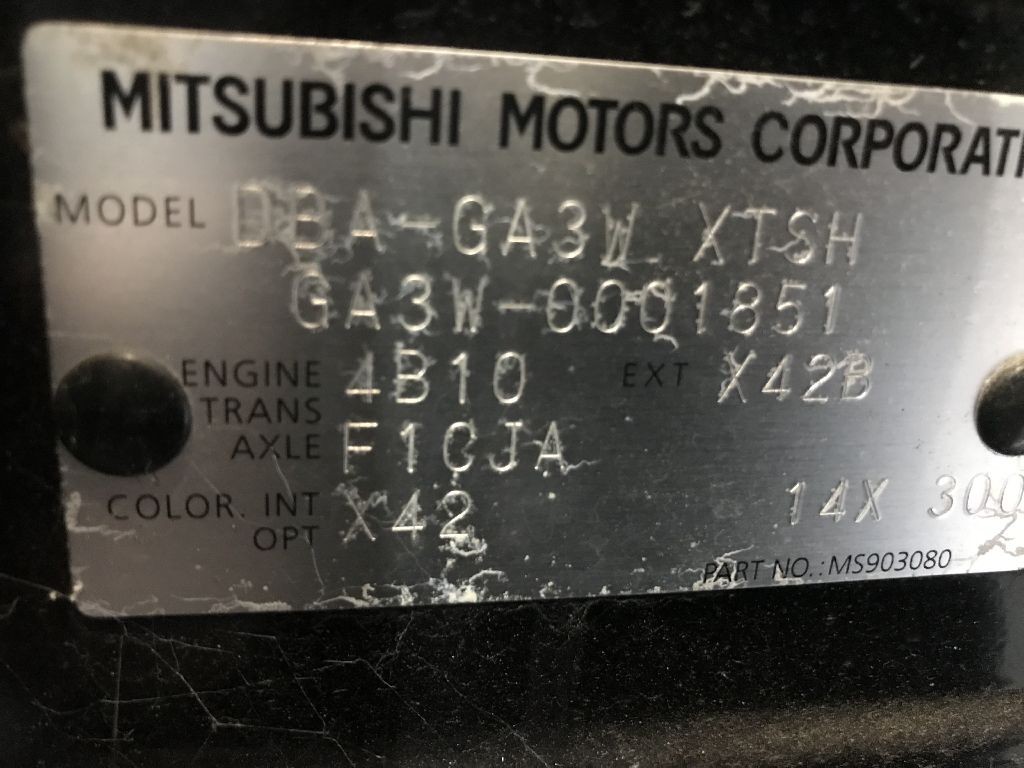 MITSUBISHI MOTORS CORPORATI
MODEL DBA-GA3W XTSH
GA3W-0001851
ENGINE 4B10 EXT X42B
TRANS
AXLE F1CJA
COLOR. INT X42 14X 300
OPT
PART NO.: MS903080